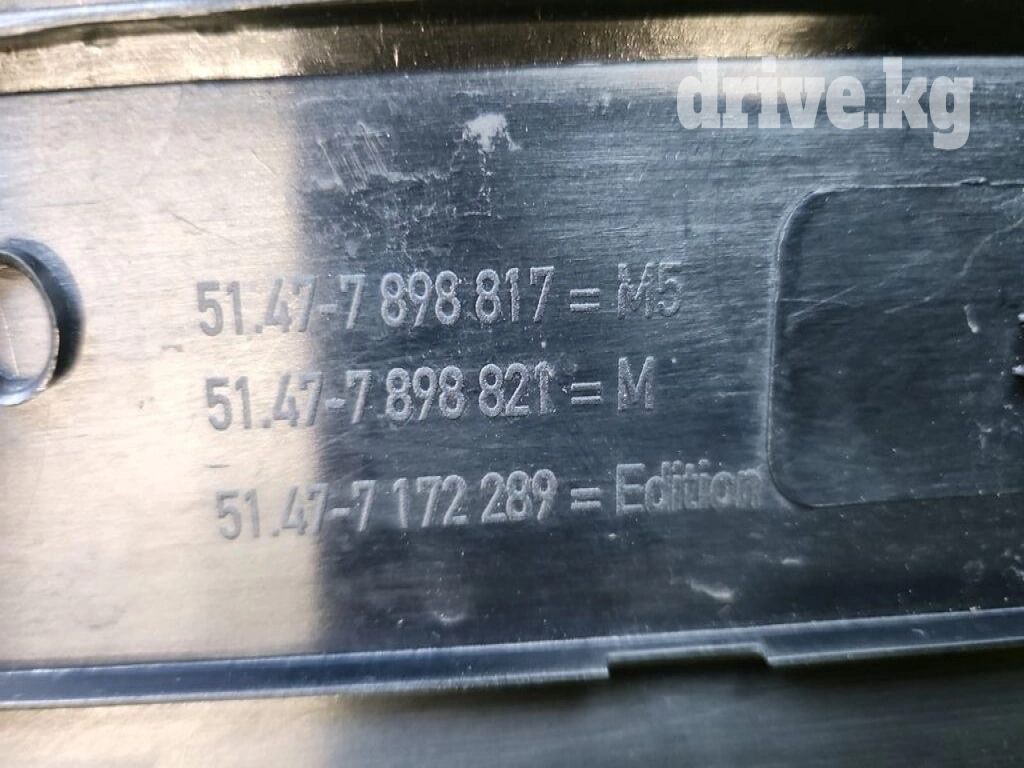 drive.kg
51.47-7 898 817 = M5
51.47-7 898 821 = M
51.47-7 172 289 = Edition